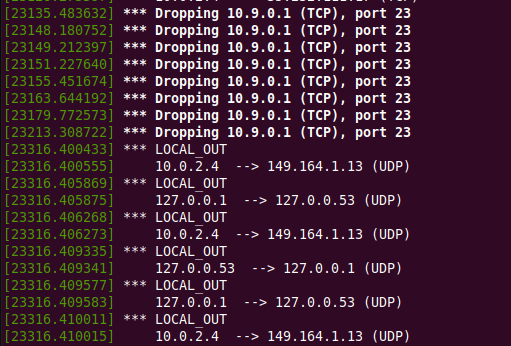 [23135.483632] *** Dropping 10.9.0.1 (TCP), port 23
[23148.180752] *** Dropping 10.9.0.1 (TCP), port 23
[23149.212397] *** Dropping 10.9.0.1 (TCP), port 23
[23151.227640] *** Dropping 10.9.0.1 (TCP), port 23
[23155.451674] *** Dropping 10.9.0.1 (TCP), port 23
[23163.644192] *** Dropping 10.9.0.1 (TCP), port 23
[23179.772573] *** Dropping 10.9.0.1 (TCP), port 23
[23213.308722] *** Dropping 10.9.0.1 (TCP), port 23
[23316.400433] *** LOCAL_OUT
[23316.400555]     10.0.2.4  --> 149.164.1.13 (UDP)
[23316.405869] *** LOCAL_OUT
[23316.405875]     127.0.0.1  --> 127.0.0.53 (UDP)
[23316.406268] *** LOCAL_OUT
[23316.406273]     10.0.2.4  --> 149.164.1.13 (UDP)
[23316.409335] *** LOCAL_OUT
[23316.409341]     127.0.0.53  --> 127.0.0.1 (UDP)
[23316.409577] *** LOCAL_OUT
[23316.409583]     127.0.0.1  --> 127.0.0.53 (UDP)
[23316.410011] *** LOCAL_OUT
[23316.410015]     10.0.2.4  --> 149.164.1.13 (UDP)